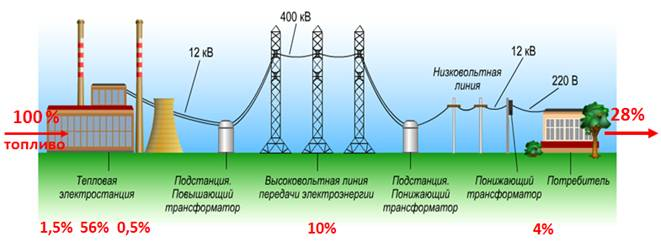 400 кВ
12 кВ
12 кВ
Низковольтная
линия
220 В
100 %
топливо
28%
Тепловая
электростанция
Подстанция.
Повышающий
трансформатор
Высоковольтная линия
передачи электроэнергии
Подстанция.
Понижающий
трансформатор
Понижающий
трансформатор
Потребитель
1,5% 56% 0,5%
10%
4%